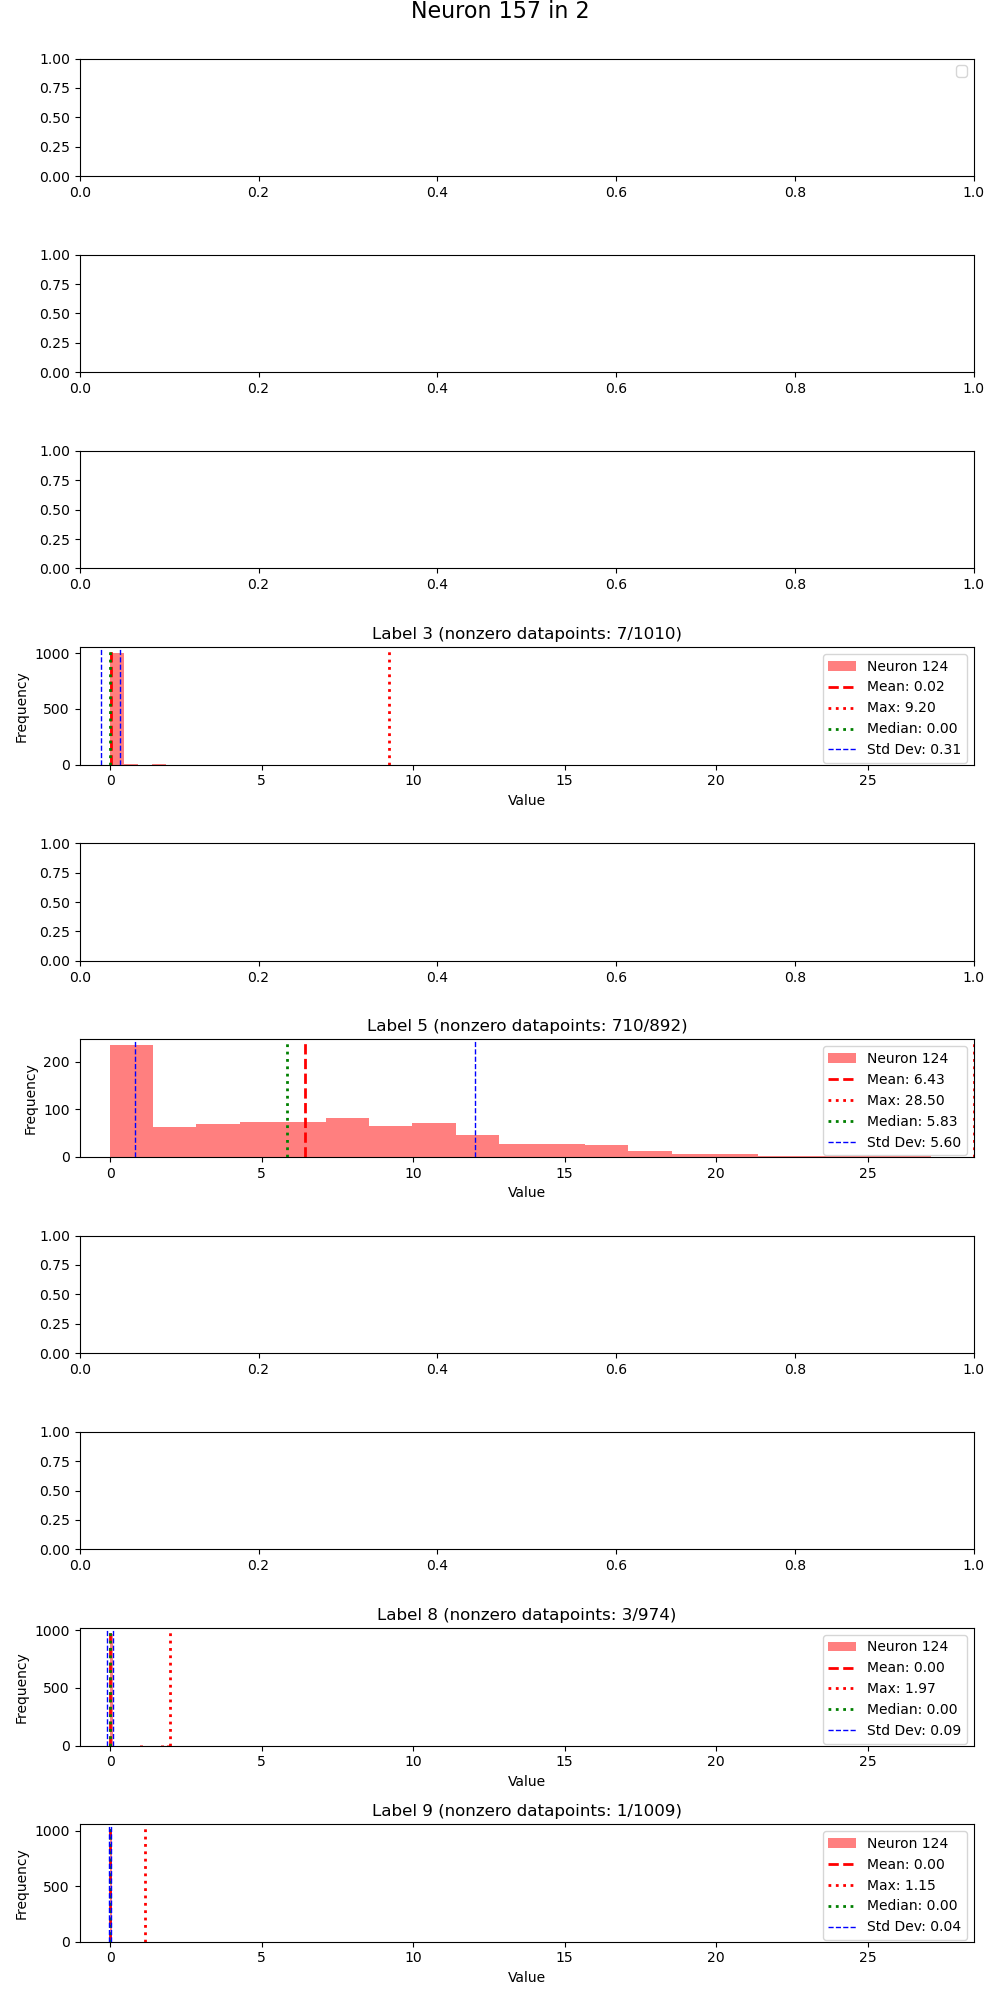 Neuron 157 in 2
1.00
0.75
0.50
0.25
0.00
0.0 0.2 0.4 0.6 0.8 1.0
1.00
0.75
0.50
0.25
0.00
0.0 0.2 0.4 0.6 0.8 1.0
1.00
0.75
0.50
0.25
0.00
0.0 0.2 0.4 0.6 0.8 1.0
Label 3 (nonzero datapoints: 7/1010)
1000
500
0
Frequency
Neuron 124
Mean: 0.02
Max: 9.20
Median: 0.00
Std Dev: 0.31
0 5 10 15 20 25
Value
1.00
0.75
0.50
0.25
0.00
0.0 0.2 0.4 0.6 0.8 1.0
Label 5 (nonzero datapoints: 710/892)
200
100
0
Frequency
Neuron 124
Mean: 6.43
Max: 28.50
Median: 5.83
Std Dev: 5.60
0 5 10 15 20 25
Value
1.00
0.75
0.50
0.25
0.00
0.0 0.2 0.4 0.6 0.8 1.0
1.00
0.75
0.50
0.25
0.00
0.0 0.2 0.4 0.6 0.8 1.0
Label 8 (nonzero datapoints: 3/974)
1000
500
0
Frequency
Neuron 124
Mean: 0.00
Max: 1.97
Median: 0.00
Std Dev: 0.09
0 5 10 15 20 25
Value
Label 9 (nonzero datapoints: 1/1009)
1000
500
0
Frequency
Neuron 124
Mean: 0.00
Max: 1.15
Median: 0.00
Std Dev: 0.04
0 5 10 15 20 25
Value